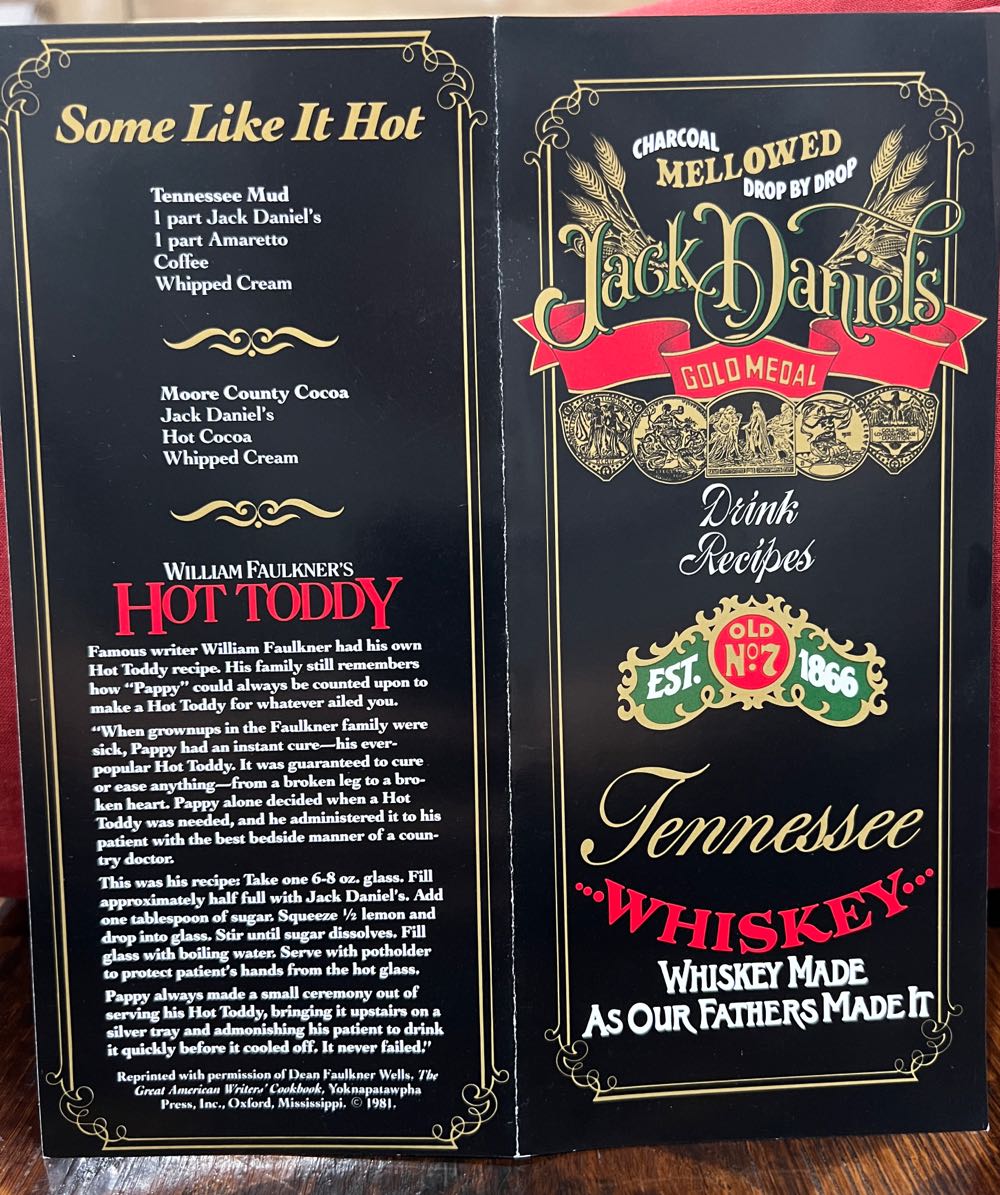 Some Like It Hot
Tennessee Mud
1 part Jack Daniel's
1 part Amaretto
Coffee
Whipped Cream
Moore County Cocoa
Jack Daniel's
Hot Cocoa
Whipped Cream
WILLIAM FAULKNER'S
HOT TODDY
Famous writer William Faulkner had his own
Hot Toddy recipe. His family still remembers
how “Pappy” could always be counted upon to
make a Hot Toddy for whatever ailed you.
“When grownups in the Faulkner family were
sick, Pappy had an instant cure—his ever-
popular Hot Toddy. It was guaranteed to cure
or ease anything—from a broken leg to a bro-
ken heart. Pappy alone decided when a Hot
Toddy was needed, and he administered it to his
patient with the best bedside manner of a coun-
try doctor.
This was his recipe: Take one 6-8 oz. glass. Fill
approximately half full with Jack Daniel's. Add
one tablespoon of sugar. Squeeze ½ lemon and
drop into glass. Stir until sugar dissolves. Fill
glass with boiling water. Serve with potholder
to protect patient's hands from the hot glass.
Pappy always made a small ceremony out of
serving his Hot Toddy, bringing it upstairs on a
silver tray and admonishing his patient to drink
it quickly before it cooled off. It never failed.”
Reprinted with permission of Dean Faulkner Wells, The
Great American Writers' Cookbook, Yoknapatawpha
Press, Inc., Oxford, Mississippi. © 1981.
CHARCOAL
MELLOWED
DROP BY DROP
Jack Daniel's
GOLD MEDAL
Drink
Recipes
EST. OLD No. 7 1866
Tennessee
WHISKEY
WHISKEY MADE
AS OUR FATHERS MADE IT